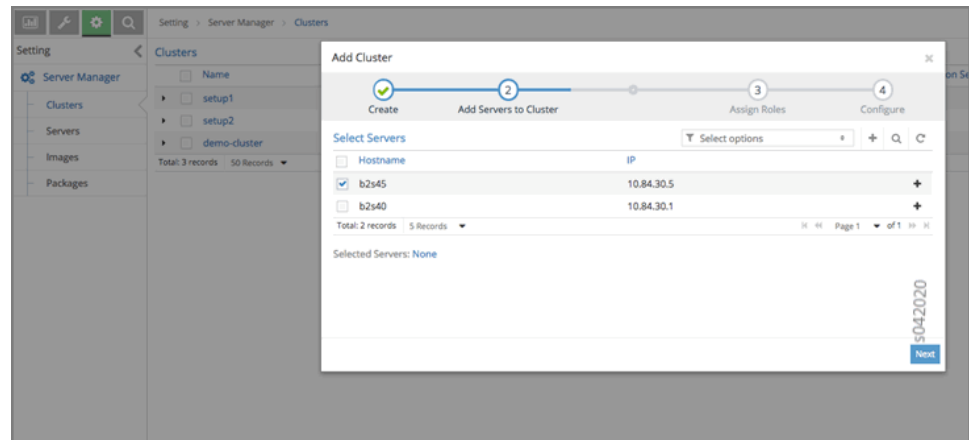 Setting > Server Manager > Clusters
Setting
Server Manager
Clusters
Servers
Images
Packages
Clusters
Name
setup1
setup2
demo-cluster
Total: 3 records 50 Records
on Se
Add Cluster
2 3 4
Create Add Servers to Cluster Assign Roles Configure
Select Servers Select options
Hostname IP
b2s45 10.84.30.5
b2s40 10.84.30.1
Total: 2 records 5 Records Page 1 of 1
Selected Servers: None
s042020
Next